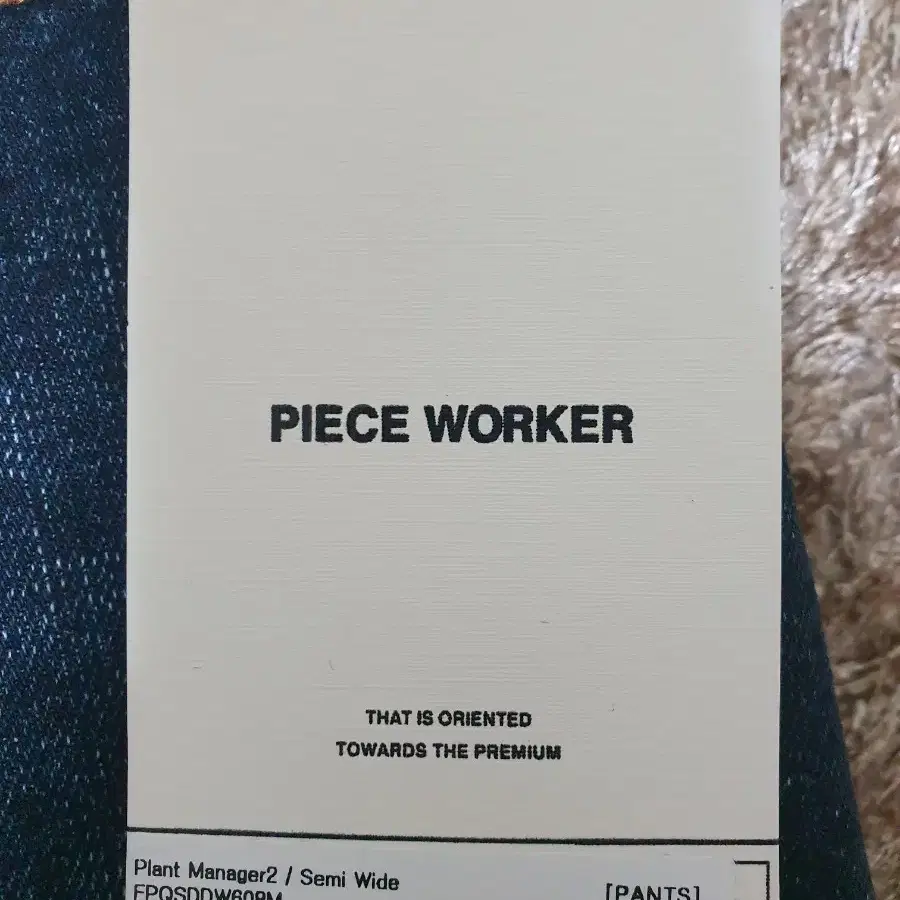 PIECE WORKER
THAT IS ORIENTED
TOWARDS THE PREMIUM
Plant Manager2 / Semi Wide
[PANTS]